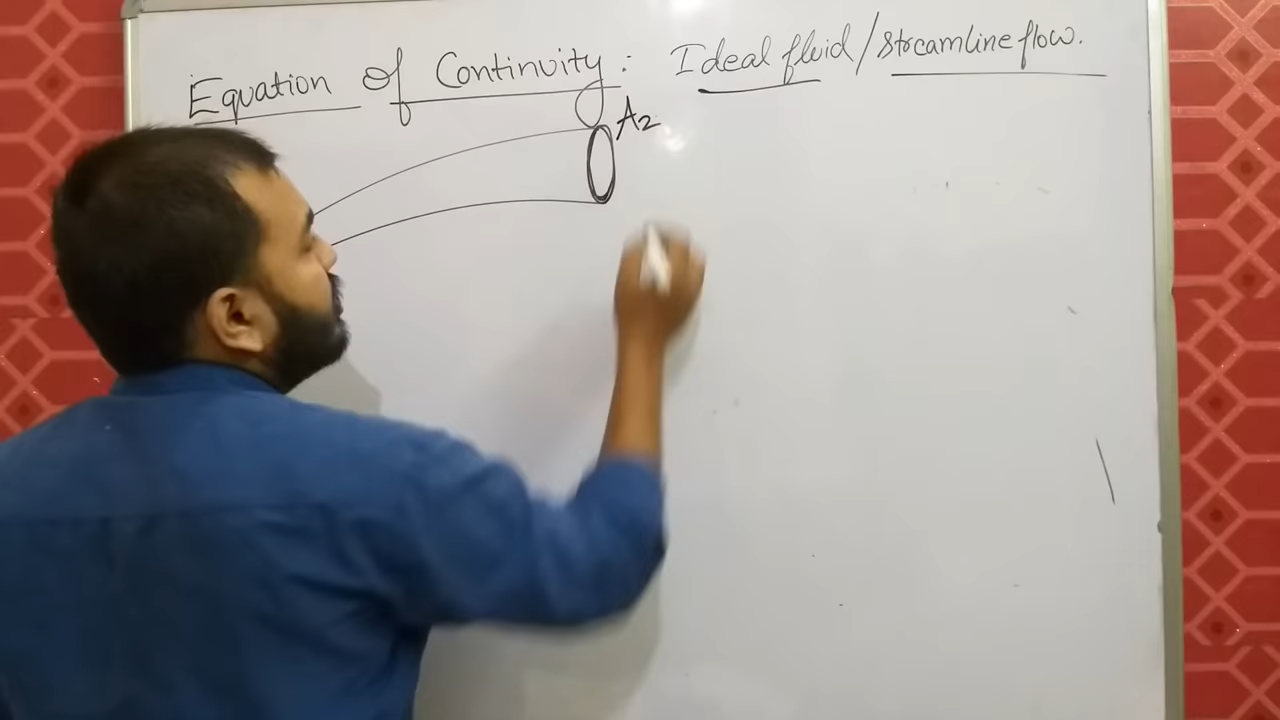 Equation of Continuity : Ideal fluid / streamline flow.
A2